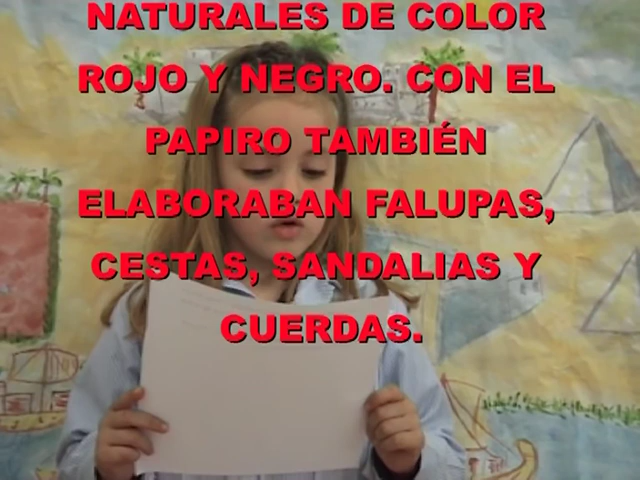 NATURALES DE COLOR
ROJO Y NEGRO. CON EL
PAPIRO TAMBIÉN
ELABORABAN FALUPAS,
CESTAS, SANDALIAS Y
CUERDAS.